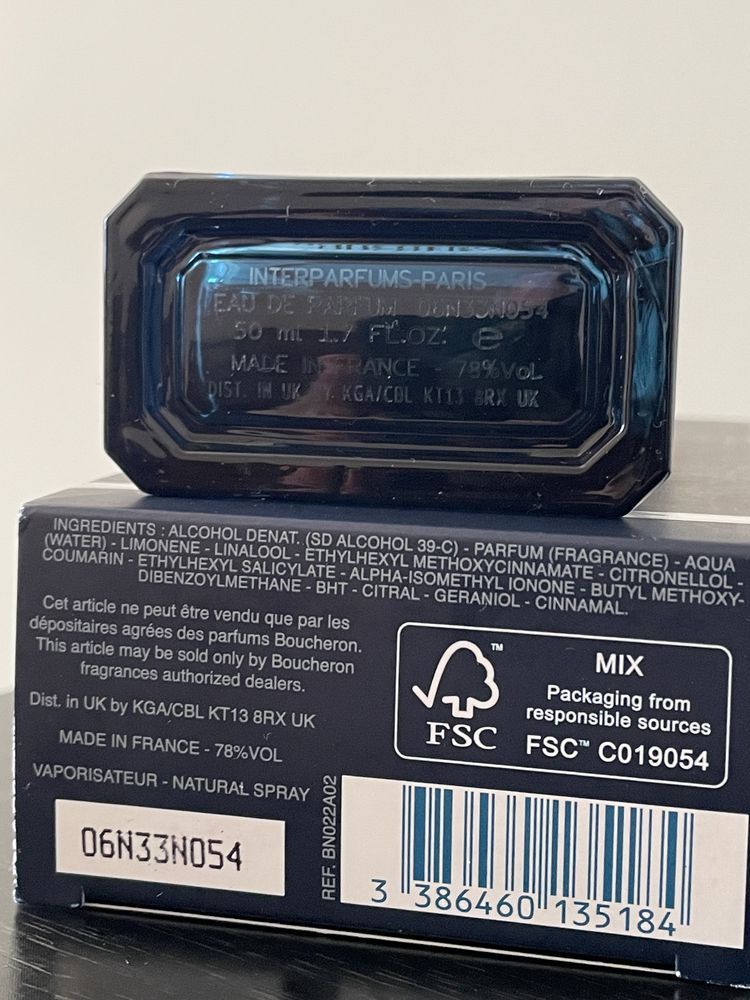 INTERPARFUMS-PARIS
EAU DE PARFUM 06N33N054
50 ml 1.7 FL.OZ. e
MADE IN FRANCE - 78%VOL
DIST. IN UK BY KGA/CBL KT13 8RX UK
INGREDIENTS : ALCOHOL DENAT. (SD ALCOHOL 39-C) - PARFUM (FRAGRANCE) - AQUA
(WATER) - LIMONENE - LINALOOL - ETHYLHEXYL METHOXYCINNAMATE - CITRONELLOL -
COUMARIN - ETHYLHEXYL SALICYLATE - ALPHA-ISOMETHYL IONONE - BUTYL METHOXY-
DIBENZOYLMETHANE - BHT - CITRAL - GERANIOL - CINNAMAL.
Cet article ne peut être vendu que par les
dépositaires agrées des parfums Boucheron.
This article may be sold only by Boucheron
fragrances authorized dealers.
Dist. in UK by KGA/CBL KT13 8RX UK
MADE IN FRANCE - 78%VOL
VAPORISATEUR - NATURAL SPRAY
06N33N054
FSC
™
MIX
Packaging from
responsible sources
FSC™ C019054
REF. BN022A02
3 386460 135184